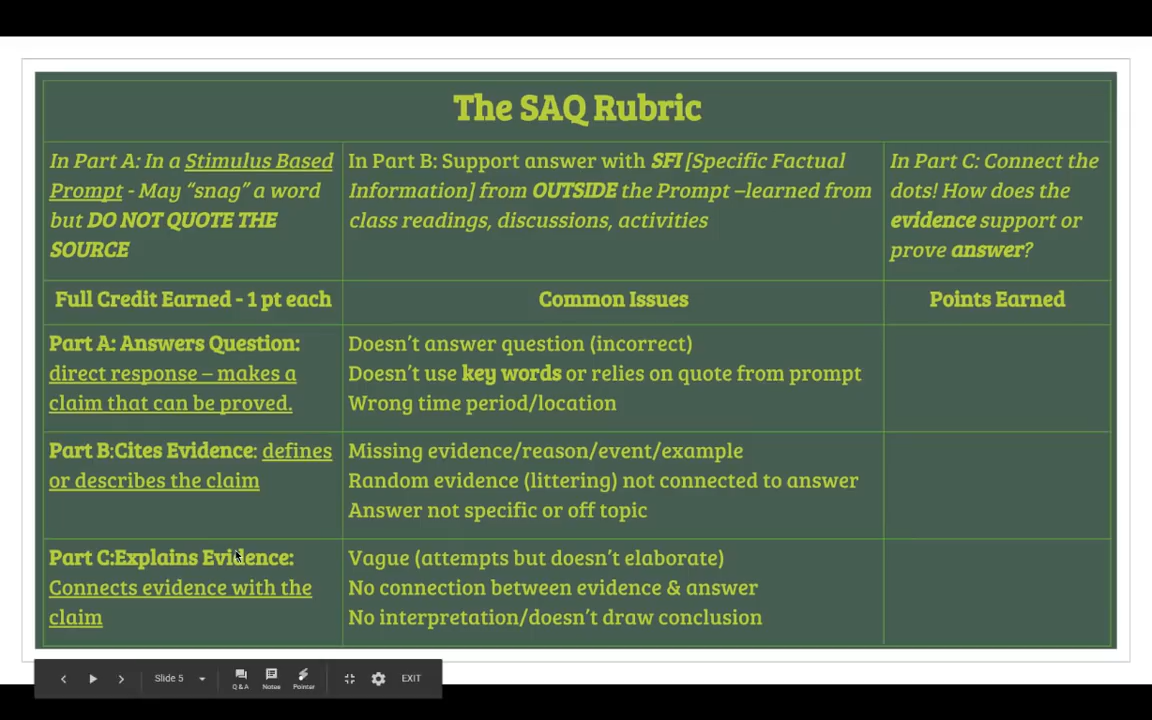 The SAQ Rubric
In Part A: In a Stimulus Based
Prompt - May “snag” a word
but DO NOT QUOTE THE
SOURCE
In Part B: Support answer with SFI [Specific Factual
Information] from OUTSIDE the Prompt –learned from
class readings, discussions, activities
In Part C: Connect the
dots! How does the
evidence support or
prove answer?
Full Credit Earned - 1 pt each
Common Issues
Points Earned
Part A: Answers Question:
direct response – makes a
claim that can be proved.
Doesn’t answer question (incorrect)
Doesn’t use key words or relies on quote from prompt
Wrong time period/location
Part B:Cites Evidence: defines
or describes the claim
Missing evidence/reason/event/example
Random evidence (littering) not connected to answer
Answer not specific or off topic
Part C:Explains Evidence:
Connects evidence with the
claim
Vague (attempts but doesn’t elaborate)
No connection between evidence & answer
No interpretation/doesn’t draw conclusion
Slide 5
Q & A
Notes
Pointer
EXIT